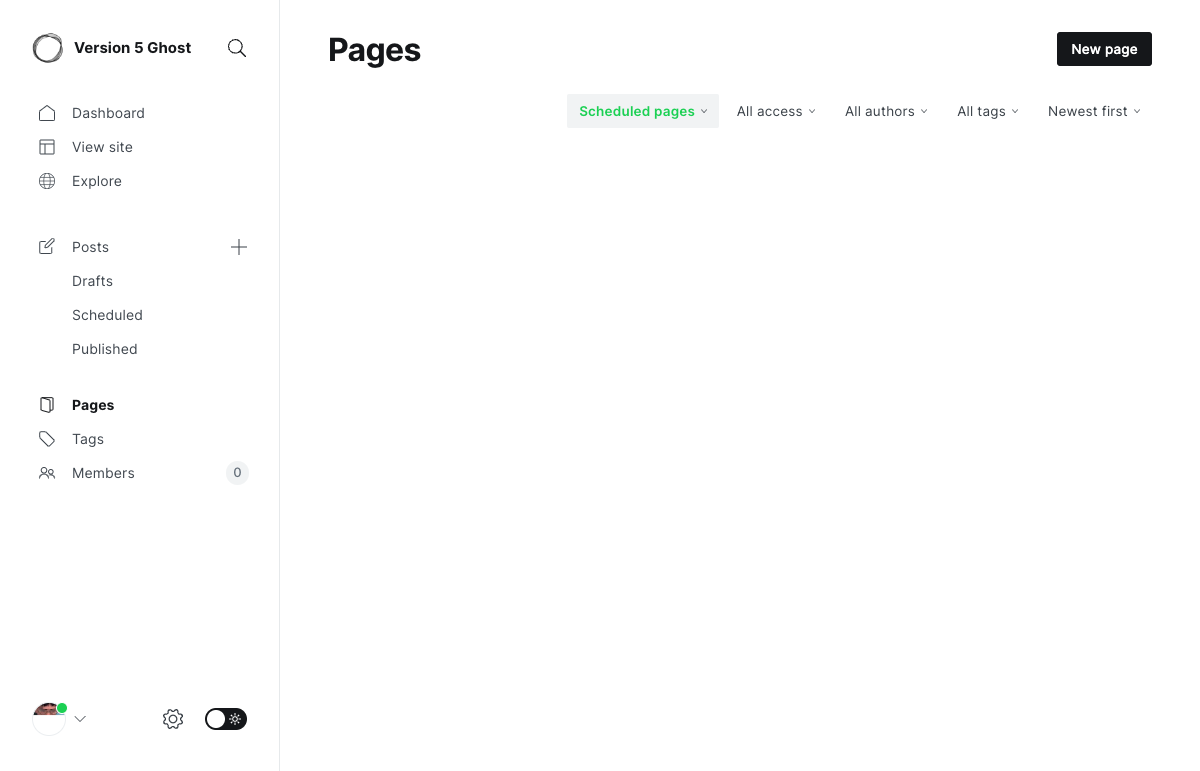 Version 5 Ghost
Dashboard
View site
Explore
Posts
Drafts
Scheduled
Published
Pages
Tags
Members 0
Pages
New page
Scheduled pages All access All authors All tags Newest first